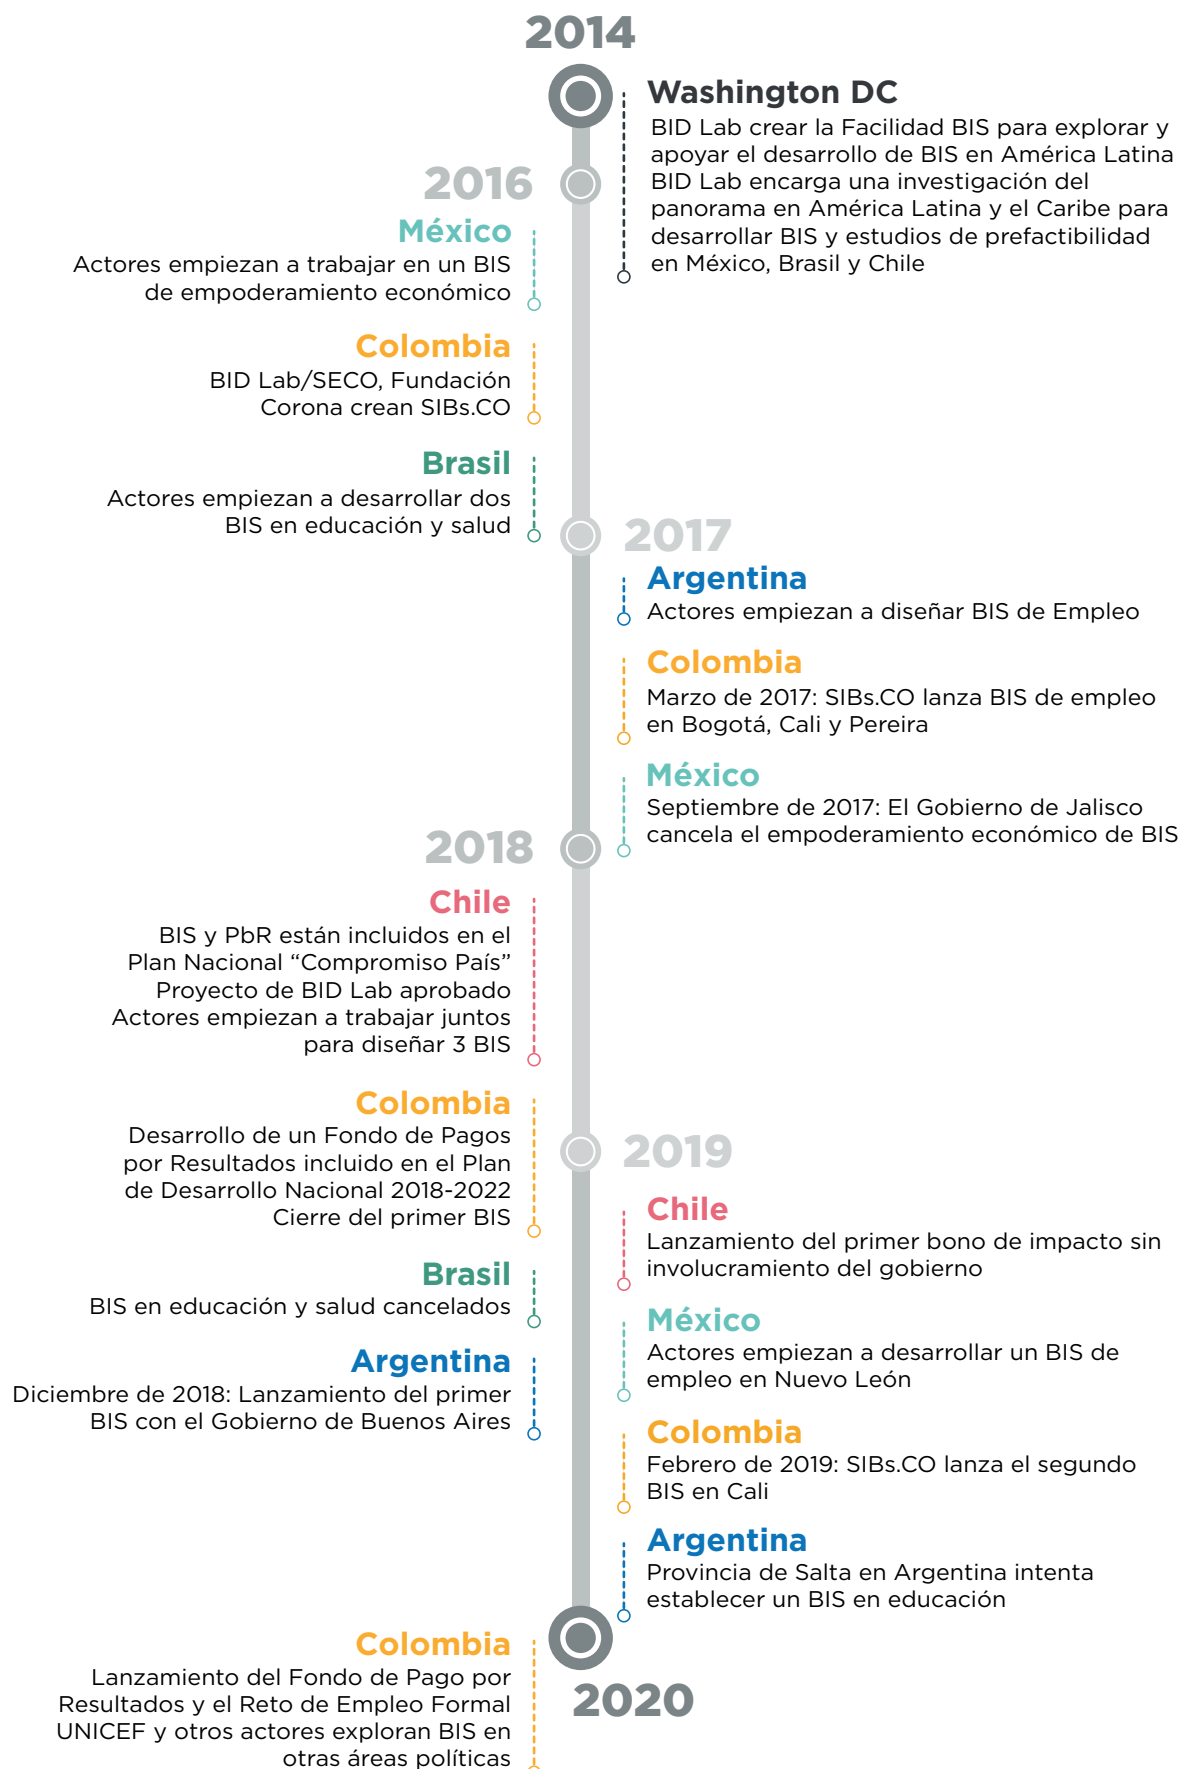 2014
Washington DC
BID Lab crear la Facilidad BIS para explorar y
apoyar el desarrollo de BIS en América Latina
BID Lab encarga una investigación del
panorama en América Latina y el Caribe para
desarrollar BIS y estudios de prefactibilidad
en México, Brasil y Chile
2016
México
Actores empiezan a trabajar en un BIS
de empoderamiento económico
Colombia
BID Lab/SECO, Fundación
Corona crean SIBs.CO
Brasil
Actores empiezan a desarrollar dos
BIS en educación y salud
2017
Argentina
Actores empiezan a diseñar BIS de Empleo
Colombia
Marzo de 2017: SIBs.CO lanza BIS de empleo
en Bogotá, Cali y Pereira
México
Septiembre de 2017: El Gobierno de Jalisco
cancela el empoderamiento económico de BIS
2018
Chile
BIS y PbR están incluidos en el
Plan Nacional “Compromiso País”
Proyecto de BID Lab aprobado
Actores empiezan a trabajar juntos
para diseñar 3 BIS
Colombia
Desarrollo de un Fondo de Pagos
por Resultados incluido en el Plan
de Desarrollo Nacional 2018-2022
Cierre del primer BIS
Brasil
BIS en educación y salud cancelados
Argentina
Diciembre de 2018: Lanzamiento del primer
BIS con el Gobierno de Buenos Aires
2019
Chile
Lanzamiento del primer bono de impacto sin
involucramiento del gobierno
México
Actores empiezan a desarrollar un BIS de
empleo en Nuevo León
Colombia
Febrero de 2019: SIBs.CO lanza el segundo
BIS en Cali
Argentina
Provincia de Salta en Argentina intenta
establecer un BIS en educación
2020
Colombia
Lanzamiento del Fondo de Pago por
Resultados y el Reto de Empleo Formal
UNICEF y otros actores exploran BIS en
otras áreas políticas